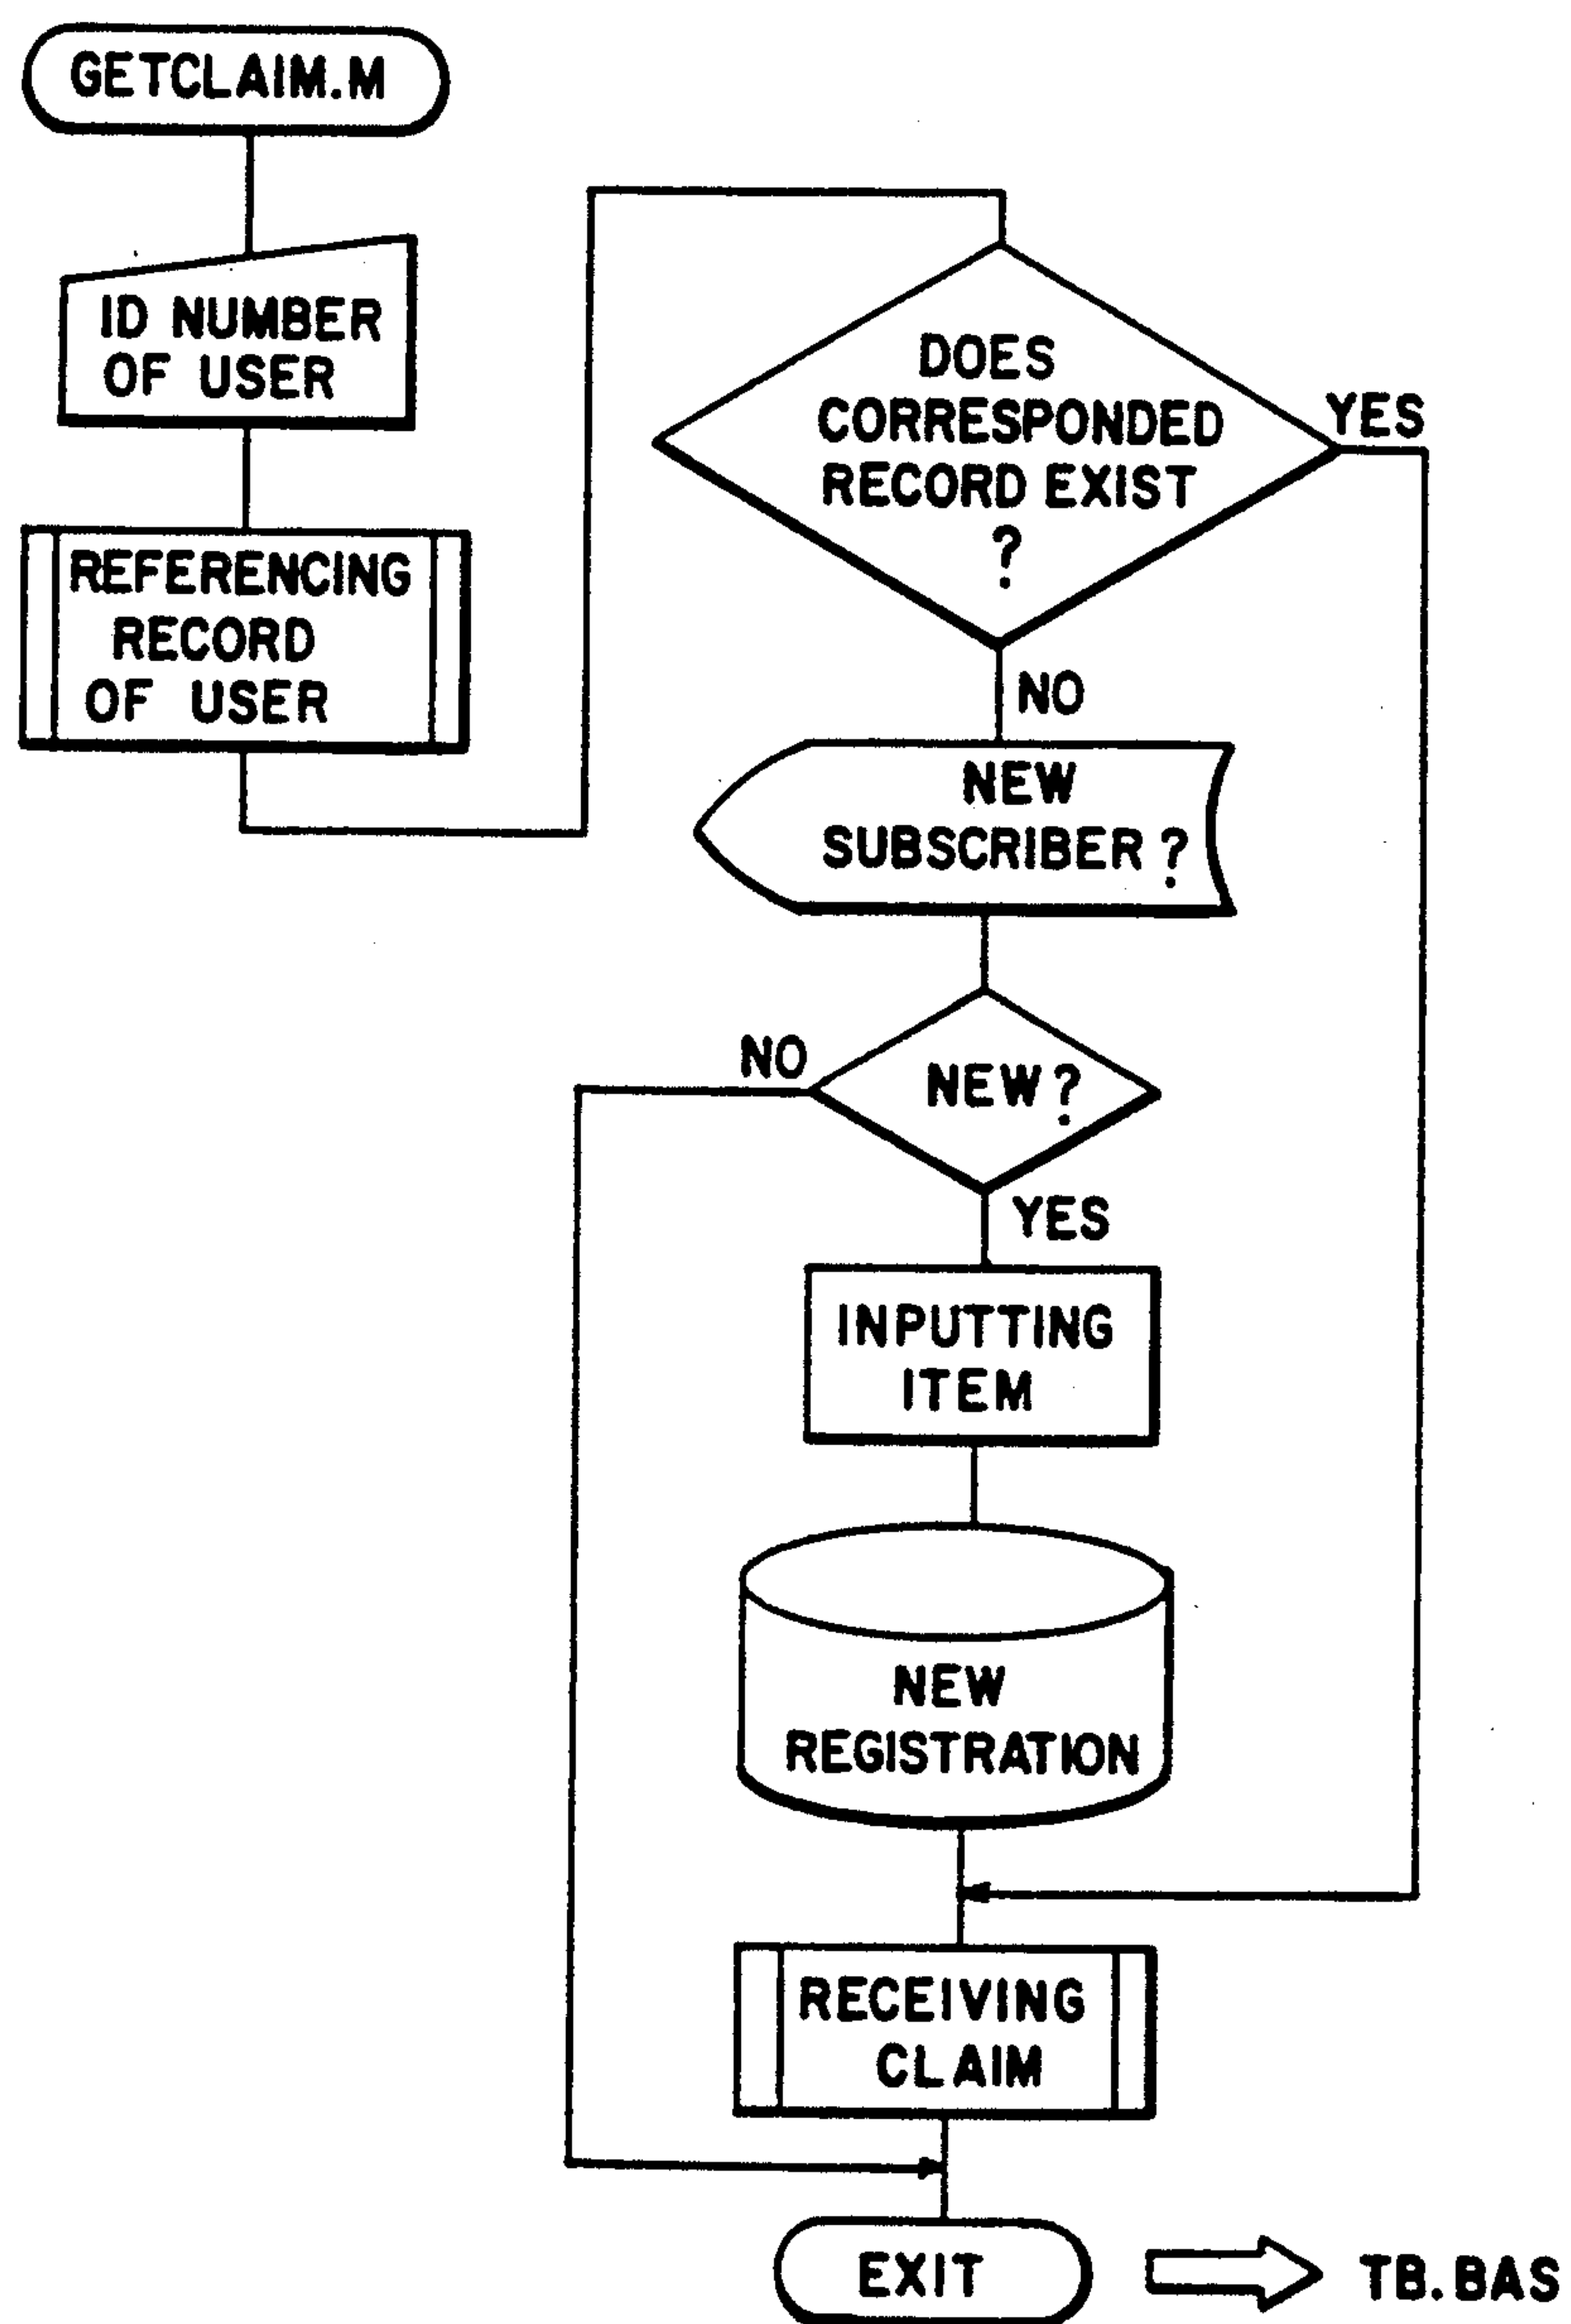 GETCLAIM.M
ID NUMBER
OF USER
REFERENCING
RECORD
OF USER
DOES
CORRESPONDED
RECORD EXIST
?
YES
NO
NEW
SUBSCRIBER ?
NO
NEW ?
YES
INPUTTING
ITEM
NEW
REGISTRATION
RECEIVING
CLAIM
EXIT
TB. BAS